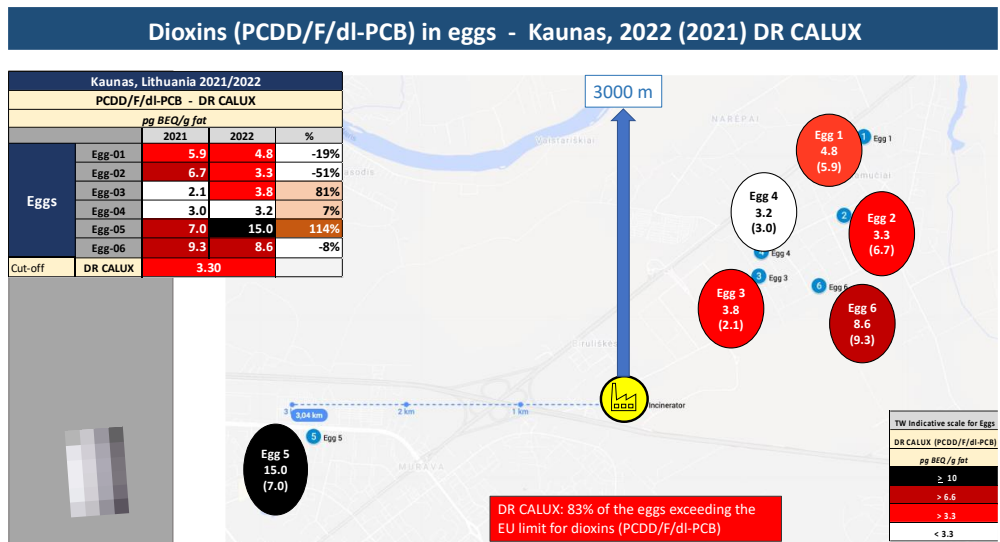 Dioxins (PCDD/F/dl-PCB) in eggs - Kaunas, 2022 (2021) DR CALUX
Kaunas, Lithuania 2021/2022
PCDD/F/dl-PCB - DR CALUX
pg BEQ/g fat
2021 2022 %
Eggs
Egg-01 5.9 4.8 -19%
Egg-02 6.7 3.3 -51%
Egg-03 2.1 3.8 81%
Egg-04 3.0 3.2 7%
Egg-05 7.0 15.0 114%
Egg-06 9.3 8.6 -8%
Cut-off DR CALUX 3.30
3000 m
NARĖPAI
Egg 1
4.8
(5.9)
1 Egg 1
Egg 4
3.2
(3.0)
4 Egg 4
2
Egg 2
3.3
(6.7)
3 Egg 3
Egg 3
3.8
(2.1)
6 Egg 6
Egg 6
8.6
(9.3)
Incinerator
3,04 km
2 km
1 km
5 Egg 5
Egg 5
15.0
(7.0)
MURAVA
DR CALUX: 83% of the eggs exceeding the
EU limit for dioxins (PCDD/F/dl-PCB)
TW Indicative scale for Eggs
DR CALUX (PCDD/F/dl-PCB)
pg BEQ /g fat
≥ 10
> 6.6
> 3.3
< 3.3